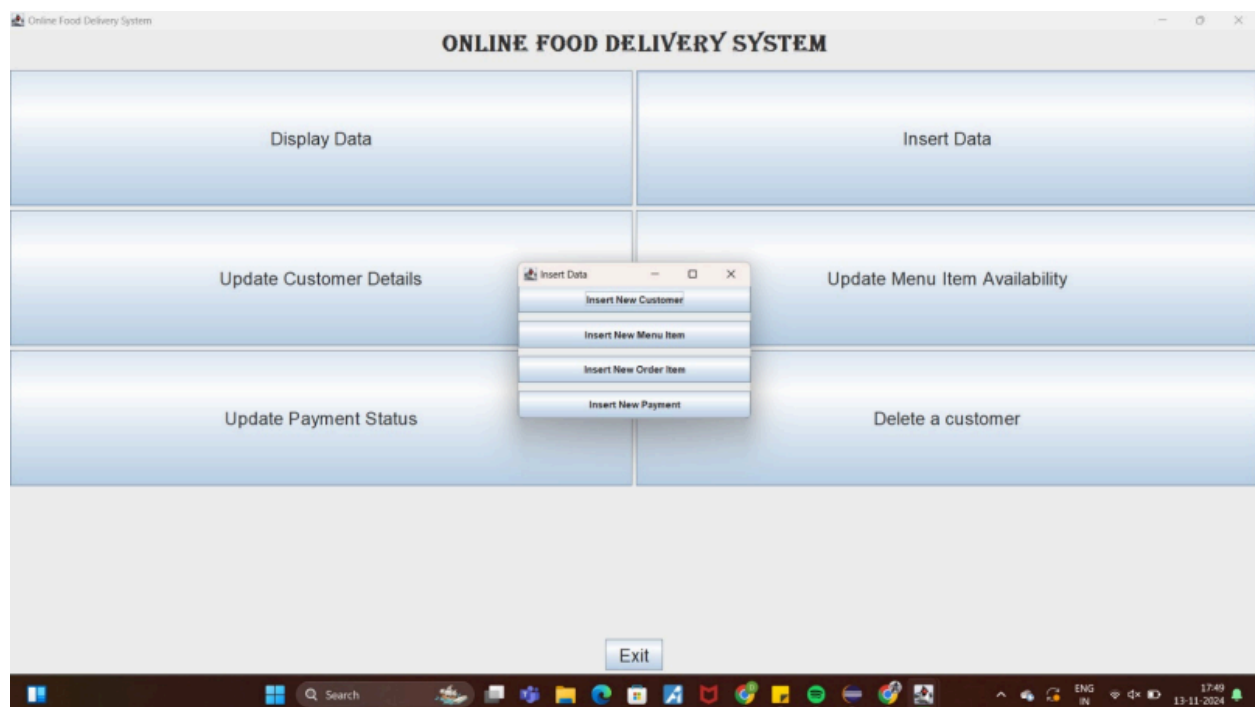 Online Food Delivery System
ONLINE FOOD DELIVERY SYSTEM
Display Data
Insert Data
Update Customer Details
Update Menu Item Availability
Insert Data
Insert New Customer
Insert New Menu Item
Insert New Order Item
Insert New Payment
Update Payment Status
Delete a customer
Exit
Search
ENG
IN
17:49
13-11-2024